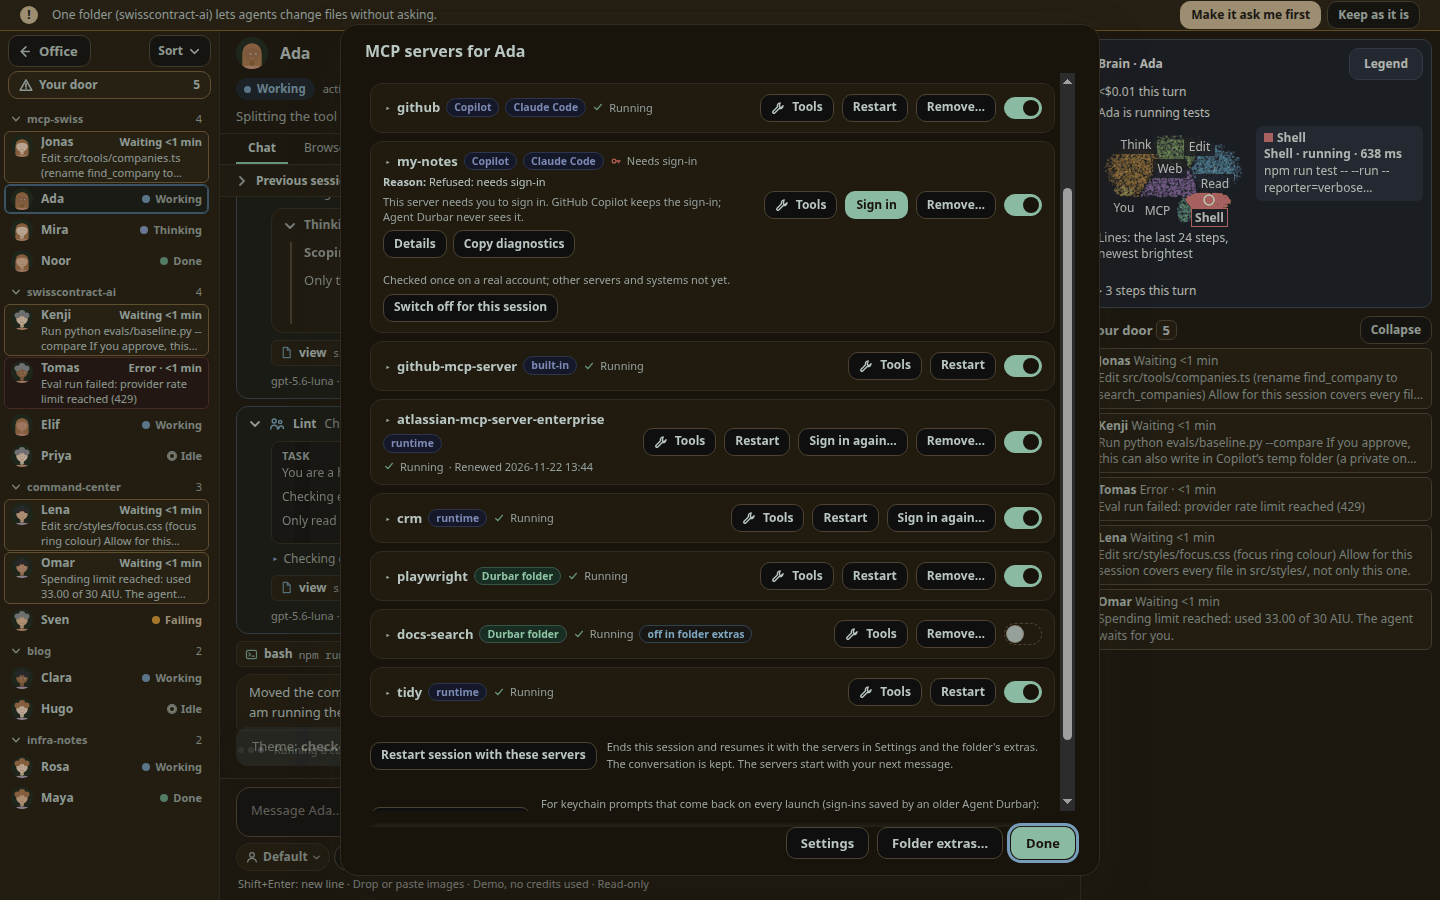 One folder (swisscontract-ai) lets agents change files without asking.
Make it ask me first
Keep as it is
Office
Sort
Your door 5
mcp-swiss 4
Jonas Waiting <1 min
Edit src/tools/companies.ts
(rename find_company to...
Ada Working
Mira Thinking
Noor Done
swisscontract-ai 4
Kenji Waiting <1 min
Run python evals/baseline.py --
compare If you approve, this...
Tomas Error · <1 min
Eval run failed: provider rate
limit reached (429)
Elif Working
Priya Idle
command-center 3
Lena Waiting <1 min
Edit src/styles/focus.css (focus
ring colour) Allow for this...
Omar Waiting <1 min
Spending limit reached: used
33.00 of 30 AIU. The agent...
Sven Failing
blog 2
Clara Working
Hugo Idle
infra-notes 2
Rosa Working
Maya Done
Ada
Working
Splitting the tool
Chat
Previous
Only t
view
gpt-5.6-luna ·
Lint
TASK
You are a
Checking
Only read
Checking
view
gpt-5.6-luna ·
bash
Moved the com
am running the
Theme:
Message Ada...
Default
Shift+Enter: new line · Drop or paste images · Demo, no credits used · Read-only
MCP servers for Ada
github Copilot Claude Code Running
Tools Restart Remove...
my-notes Copilot Claude Code Needs sign-in
Reason: Refused: needs sign-in
This server needs you to sign in. GitHub Copilot keeps the sign-in;
Agent Durbar never sees it.
Tools Sign in Remove...
Details Copy diagnostics
Checked once on a real account; other servers and systems not yet.
Switch off for this session
github-mcp-server built-in Running
Tools Restart
atlassian-mcp-server-enterprise
runtime
Running · Renewed 2026-11-22 13:44
Tools Restart Sign in again... Remove...
crm runtime Running
Tools Restart Sign in again...
playwright Durbar folder Running
Tools Restart Remove...
docs-search Durbar folder Running off in folder extras
Tools Remove...
tidy runtime Running
Tools Restart
Restart session with these servers
Ends this session and resumes it with the servers in Settings and the folder's extras.
The conversation is kept. The servers start with your next message.
For keychain prompts that come back on every launch (sign-ins saved by an older Agent Durbar):
Settings Folder extras... Done
Brain · Ada
Legend
<$0.01 this turn
Ada is running tests
Think
Edit
Web
Read
You
MCP
Shell
Shell
Shell · running · 638 ms
npm run test -- --run --
reporter=verbose...
Lines: the last 24 steps,
newest brightest
· 3 steps this turn
our door 5
Collapse
Jonas Waiting <1 min
Edit src/tools/companies.ts (rename find_company to
search_companies) Allow for this session covers every fil...
Kenji Waiting <1 min
Run python evals/baseline.py --compare If you approve,
this can also write in Copilot's temp folder (a private on...
Tomas Error · <1 min
Eval run failed: provider rate limit reached (429)
Lena Waiting <1 min
Edit src/styles/focus.css (focus ring colour) Allow for this
session covers every file in src/styles/, not only this one.
Omar Waiting <1 min
Spending limit reached: used 33.00 of 30 AIU. The agent
waits for you.